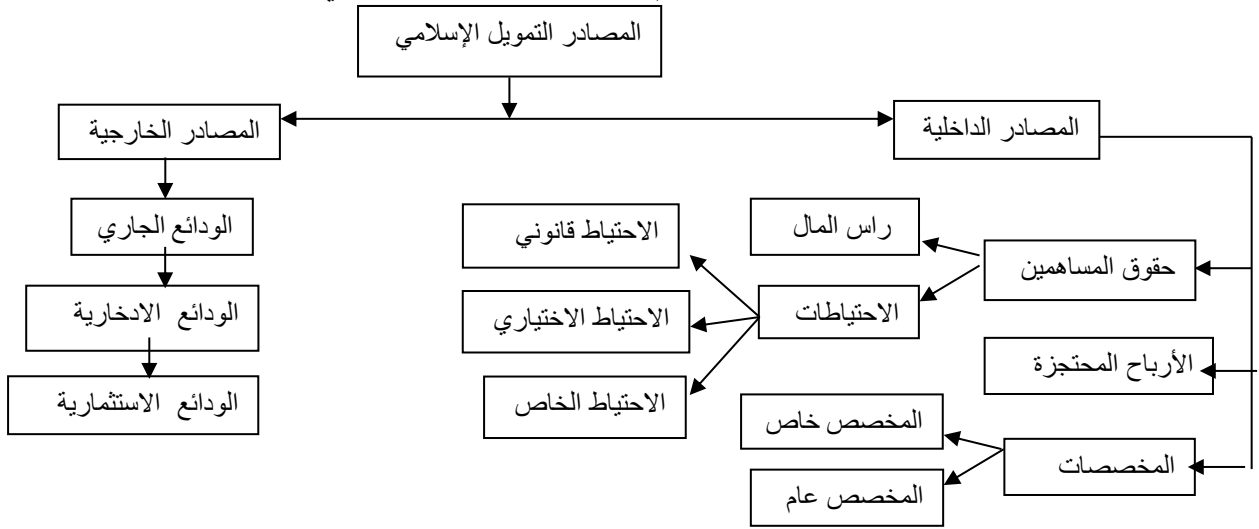 المصادر التمويل الإسلامي
المصادر الداخلية
المصادر الخارجية
راس المال
الاحتياط قانوني
الودائع الجاري
حقوق المساهمين
الاحتياطات
الاحتياط الاختياري
الودائع الادخارية
الأرباح المحتجزة
الاحتياط الخاص
الودائع الاستثمارية
المخصص خاص
المخصصات
المخصص عام